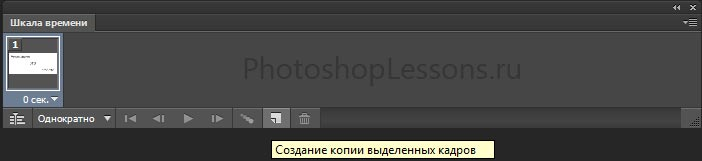 Шкала времени
1
PhotoshopLessons.ru
0 сек.
Однократно
Создание копии выделенных кадров